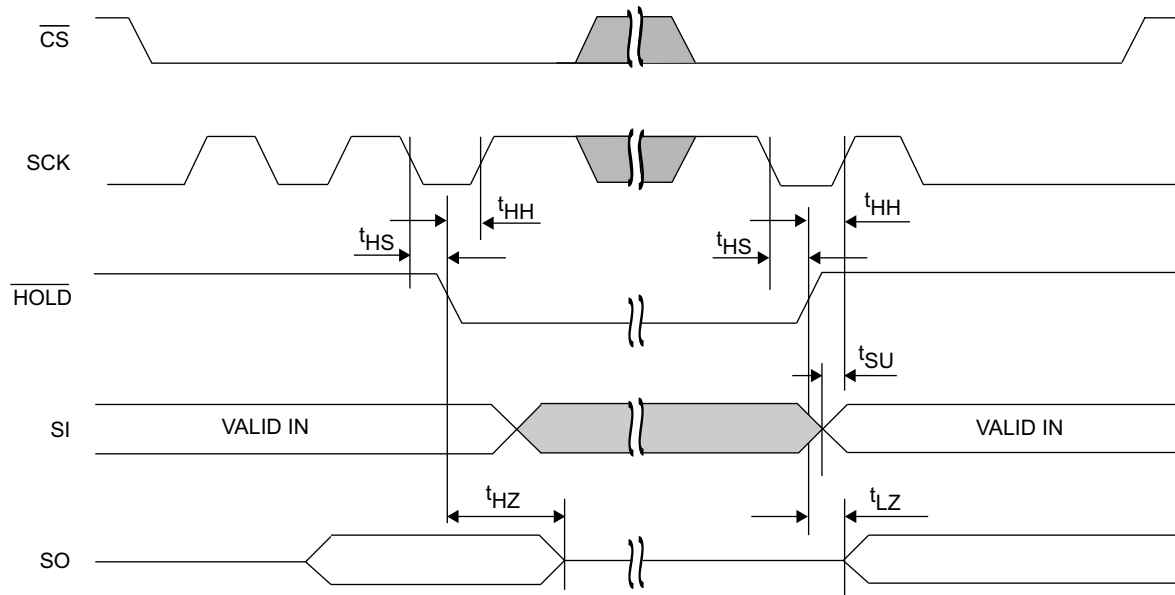 CS
SCK
tHH
tHH
tHS
tHS
HOLD
tSU
SI
VALID IN
VALID IN
tHZ
tLZ
SO